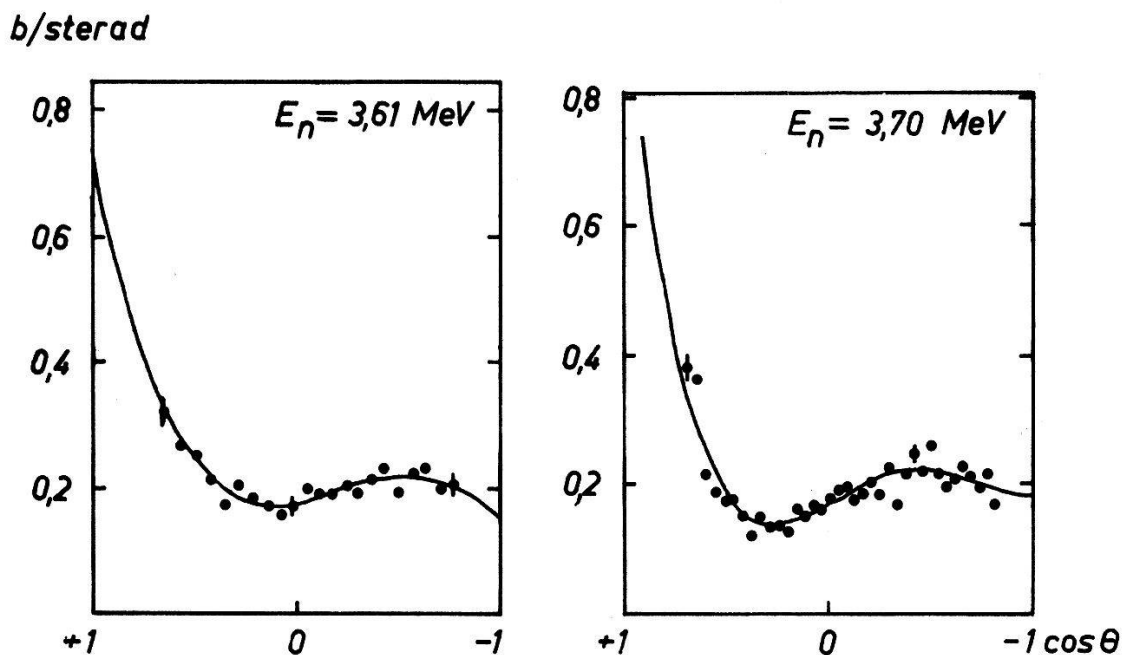 b/sterad
E_n = 3,61 MeV
0,8
0,6
0,4
0,2
+1 0 -1
E_n = 3,70 MeV
0,8
0,6
0,4
0,2
+1 0 -1 cos θ